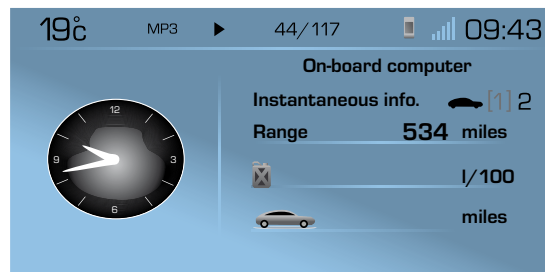 19°c MP3 44/117 09:43
On-board computer
Instantaneous info. [1] 2
Range 534 miles
l/100
miles
12
9 3
6